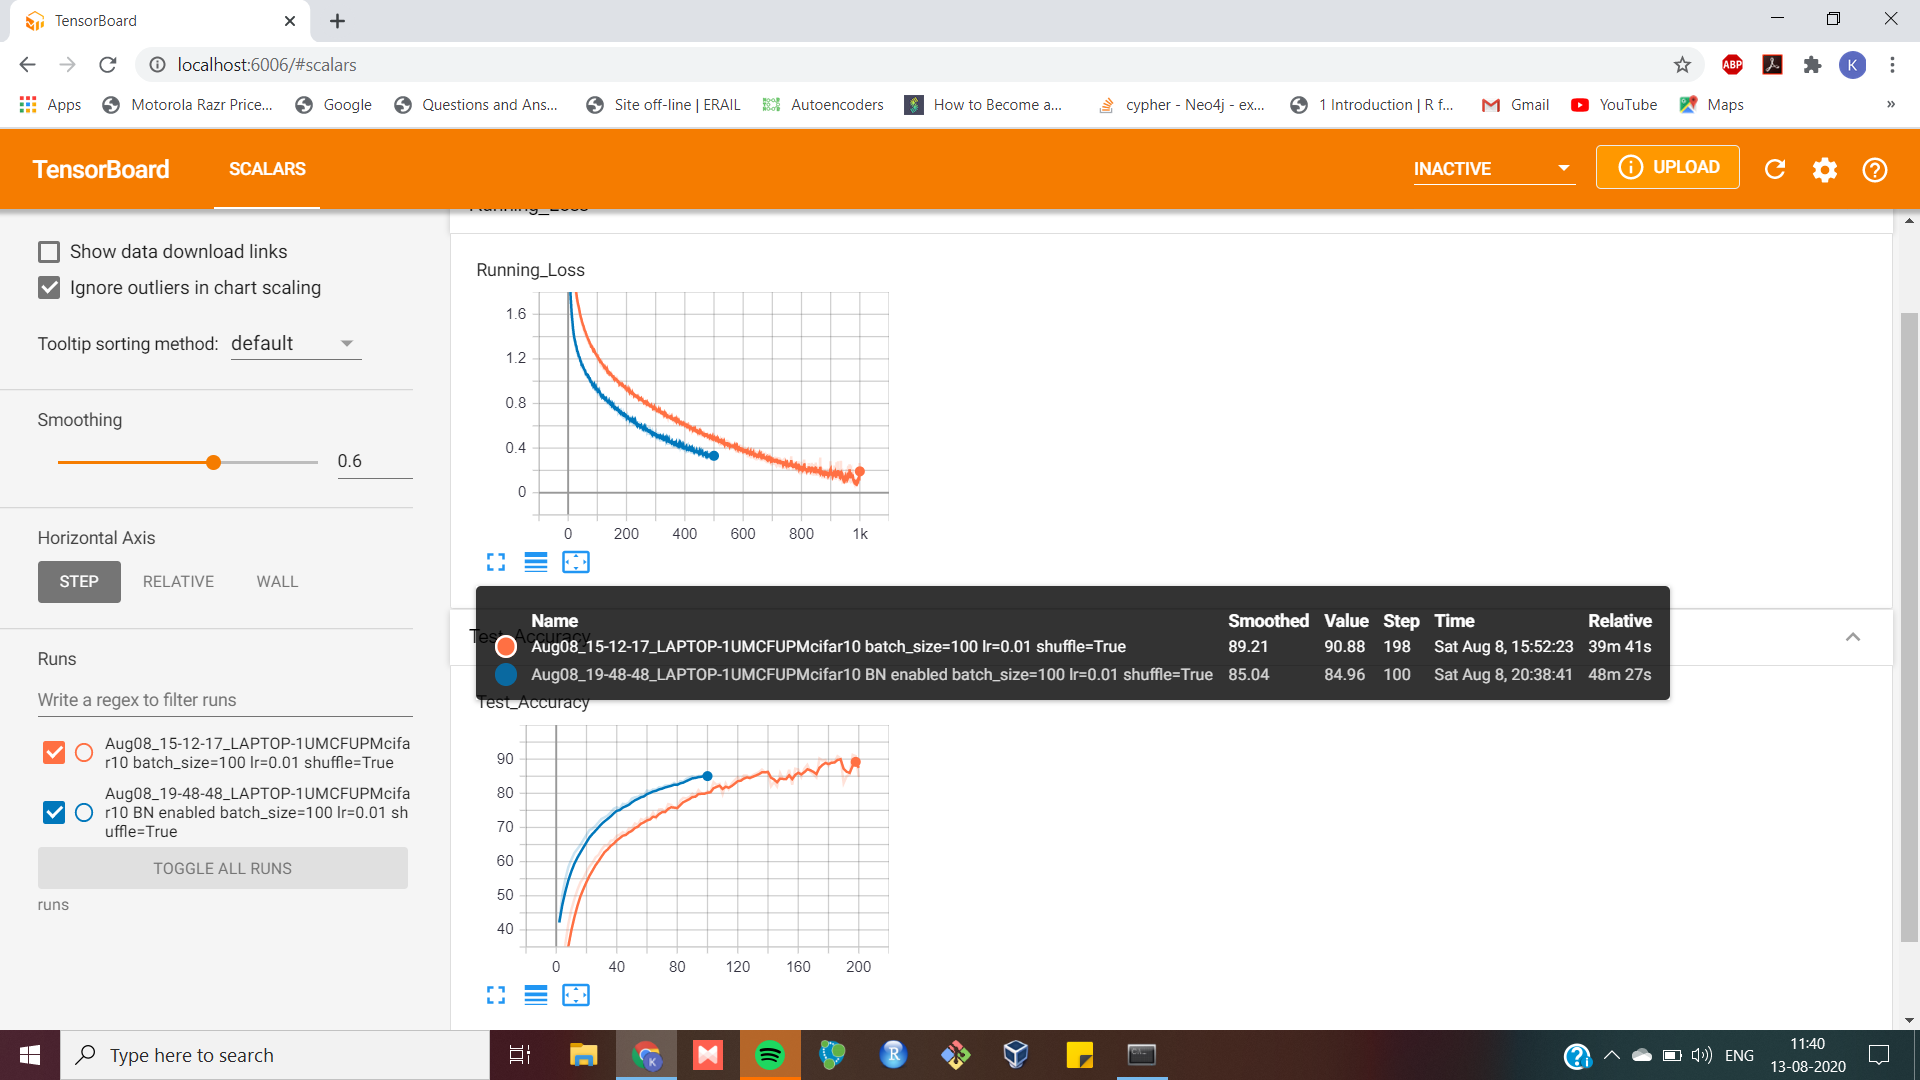 TensorBoard
localhost:6006/#scalars
Apps
Motorola Razr Price...
Google
Questions and Ans...
Site off-line | ERAIL
Autoencoders
How to Become a...
cypher - Neo4j - ex...
1 Introduction | R f...
Gmail
YouTube
Maps
»
ABP
K
TensorBoard
SCALARS
INACTIVE
UPLOAD
Show data download links
Ignore outliers in chart scaling
Tooltip sorting method: default
Smoothing
0.6
Horizontal Axis
STEP RELATIVE WALL
Runs
Write a regex to filter runs
Aug08_15-12-17_LAPTOP-1UMCFUPMcifa
r10 batch_size=100 lr=0.01 shuffle=True
Aug08_19-48-48_LAPTOP-1UMCFUPMcifa
r10 BN enabled batch_size=100 lr=0.01 sh
uffle=True
TOGGLE ALL RUNS
runs
Running_Loss
Running_Loss
1.6
1.2
0.8
0.4
0
0 200 400 600 800 1k
Test_Accuracy
Name Smoothed Value Step Time Relative
Aug08_15-12-17_LAPTOP-1UMCFUPMcifar10 batch_size=100 lr=0.01 shuffle=True 89.21 90.88 198 Sat Aug 8, 15:52:23 39m 41s
Aug08_19-48-48_LAPTOP-1UMCFUPMcifar10 BN enabled batch_size=100 lr=0.01 shuffle=True 85.04 84.96 100 Sat Aug 8, 20:38:41 48m 27s
Test_Accuracy
90
80
70
60
50
40
0 40 80 120 160 200
Type here to search
R
ENG
11:40
13-08-2020